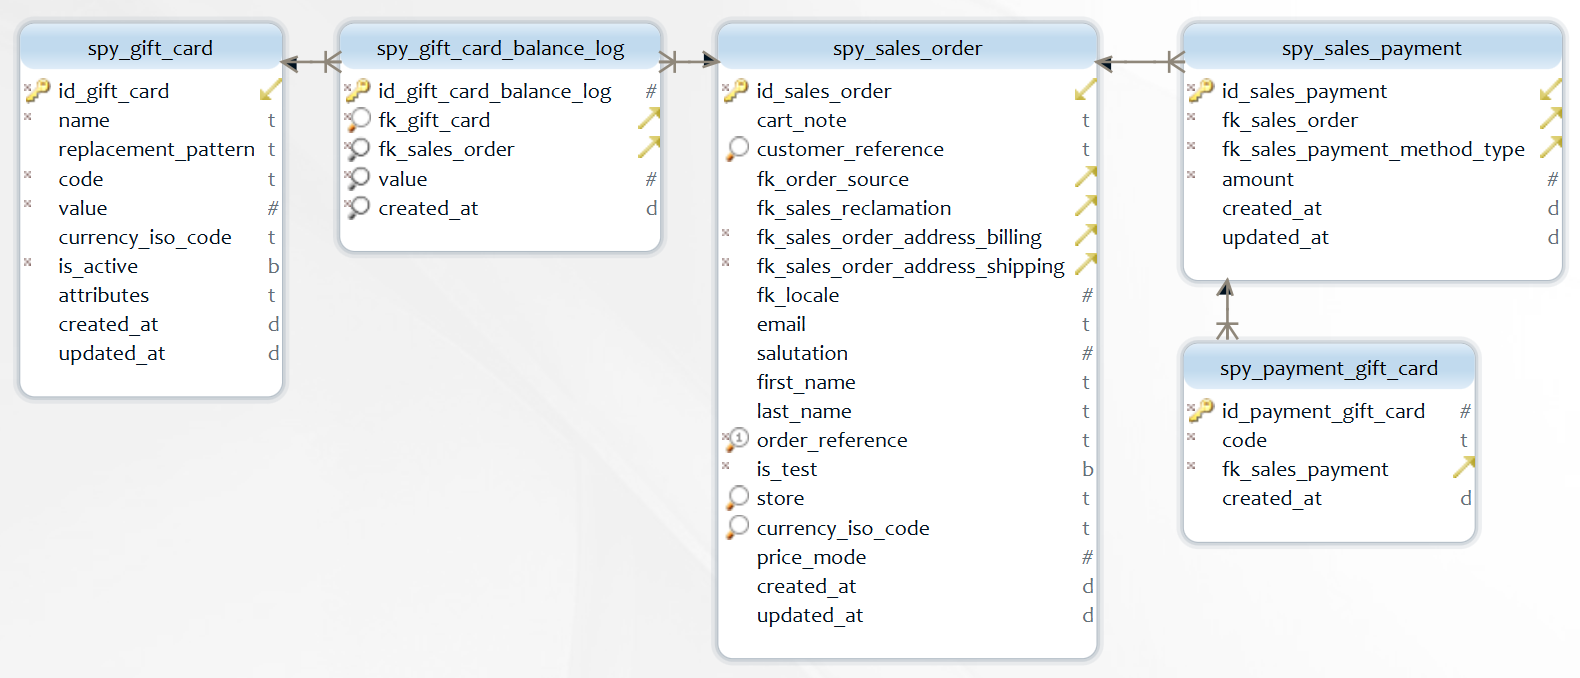 spy_gift_card
id_gift_card
name t
replacement_pattern t
code t
value #
currency_iso_code t
is_active b
attributes t
created_at d
updated_at d
spy_gift_card_balance_log
id_gift_card_balance_log #
fk_gift_card
fk_sales_order
value #
created_at d
spy_sales_order
id_sales_order
cart_note t
customer_reference t
fk_order_source
fk_sales_reclamation
fk_sales_order_address_billing
fk_sales_order_address_shipping
fk_locale #
email t
salutation #
first_name t
last_name t
1 order_reference t
is_test b
store t
currency_iso_code t
price_mode #
created_at d
updated_at d
spy_sales_payment
id_sales_payment
fk_sales_order
fk_sales_payment_method_type
amount #
created_at d
updated_at d
spy_payment_gift_card
id_payment_gift_card #
code t
fk_sales_payment
created_at d